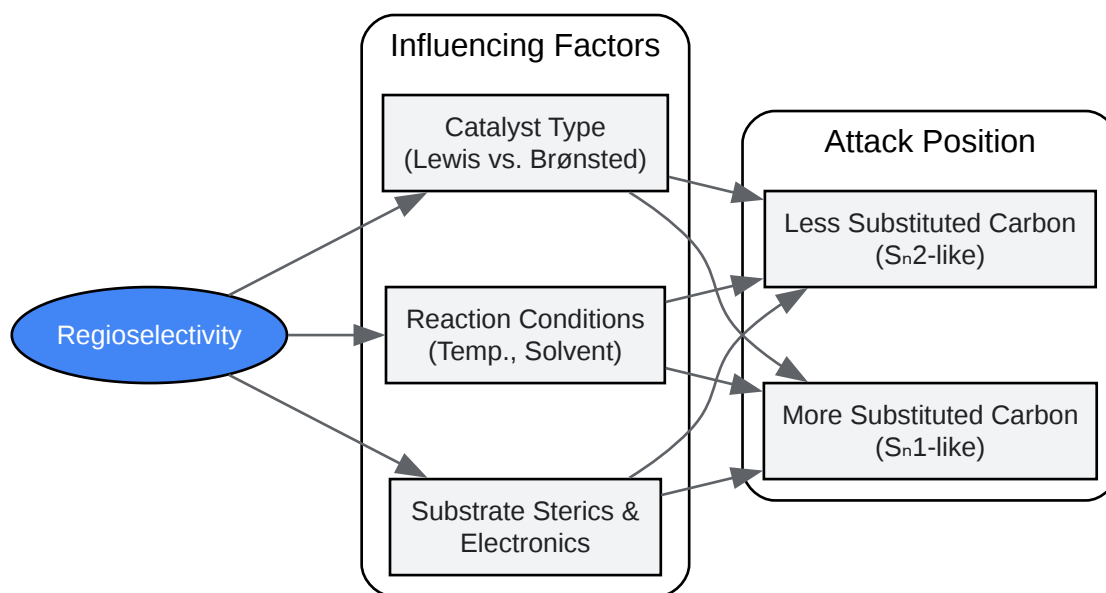 Influencing Factors
Catalyst Type
(Lewis vs. Brønsted)
Reaction Conditions
(Temp., Solvent)
Substrate Sterics &
Electronics
Regioselectivity
Attack Position
Less Substituted Carbon
(Sₙ2-like)
More Substituted Carbon
(Sₙ1-like)